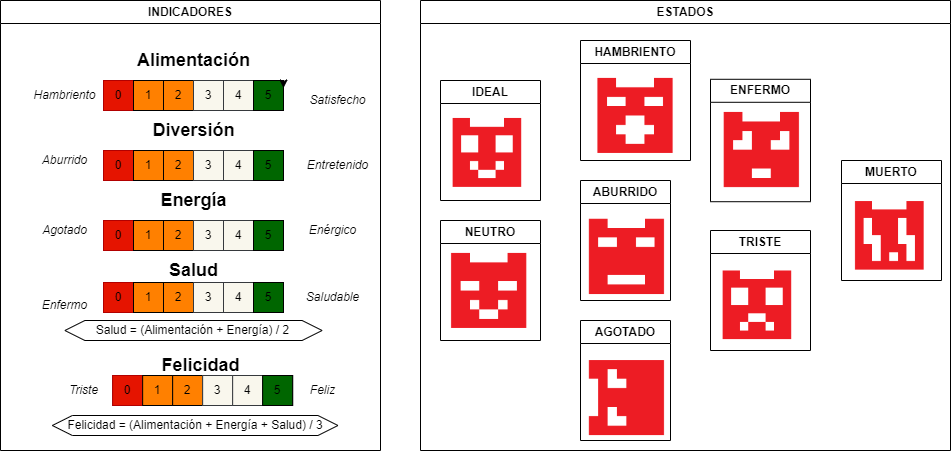 INDICADORES
Alimentación
Hambriento 0 1 2 3 4 5 Satisfecho
Diversión
Aburrido 0 1 2 3 4 5 Entretenido
Energía
Agotado 0 1 2 3 4 5 Enérgico
Salud
Enfermo 0 1 2 3 4 5 Saludable
Salud = (Alimentación + Energía) / 2
Felicidad
Triste 0 1 2 3 4 5 Feliz
Felicidad = (Alimentación + Energía + Salud) / 3
ESTADOS
IDEAL
NEUTRO
HAMBRIENTO
ABURRIDO
AGOTADO
ENFERMO
TRISTE
MUERTO